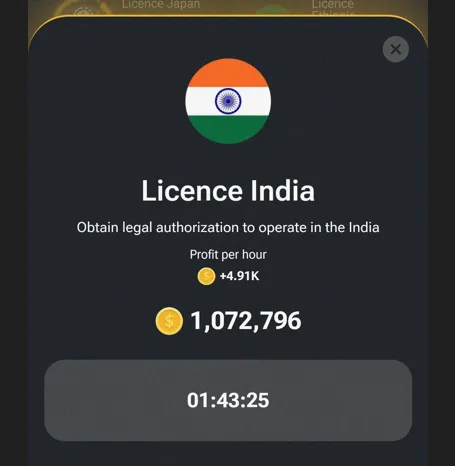 Licence Japan
Licence
Ethiopia
Licence India
Obtain legal authorization to operate in the India
Profit per hour
+4.91K
1,072,796
01:43:25